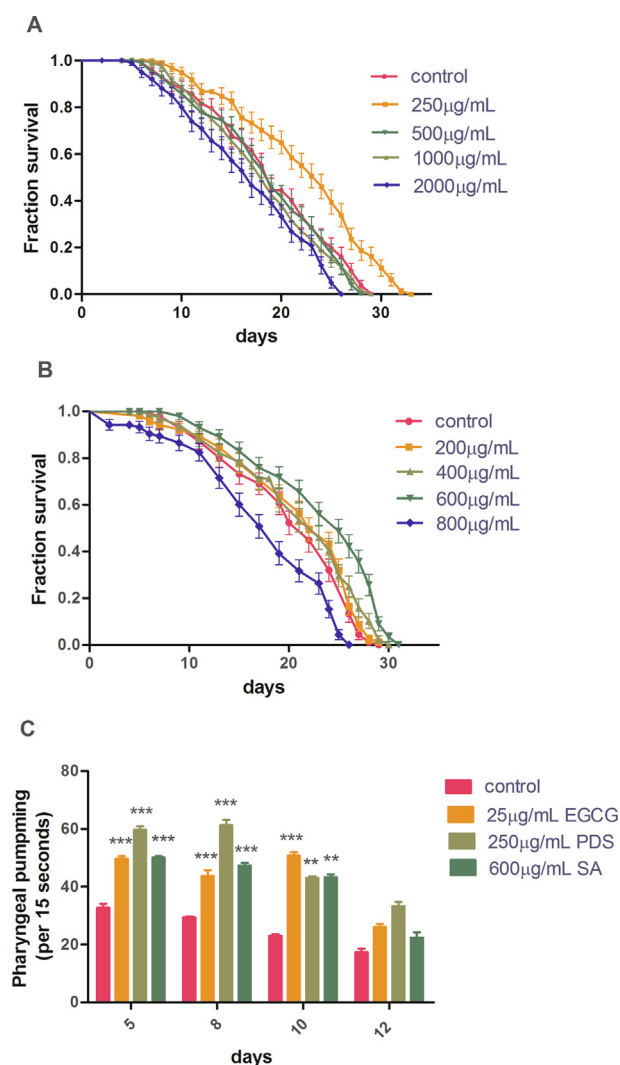 A
Fraction survival
1.0
0.8
0.6
0.4
0.2
0.0
0
10
20
30
days
control
250µg/mL
500µg/mL
1000µg/mL
2000µg/mL
B
Fraction survival
1.0
0.8
0.6
0.4
0.2
0.0
0
10
20
30
days
control
200µg/mL
400µg/mL
600µg/mL
800µg/mL
C
Pharyngeal pumpming
(per 15 seconds)
80
60
40
20
0
***
***
***
***
***
***
***
**
**
5
8
10
12
days
control
25µg/mL EGCG
250µg/mL PDS
600µg/mL SA